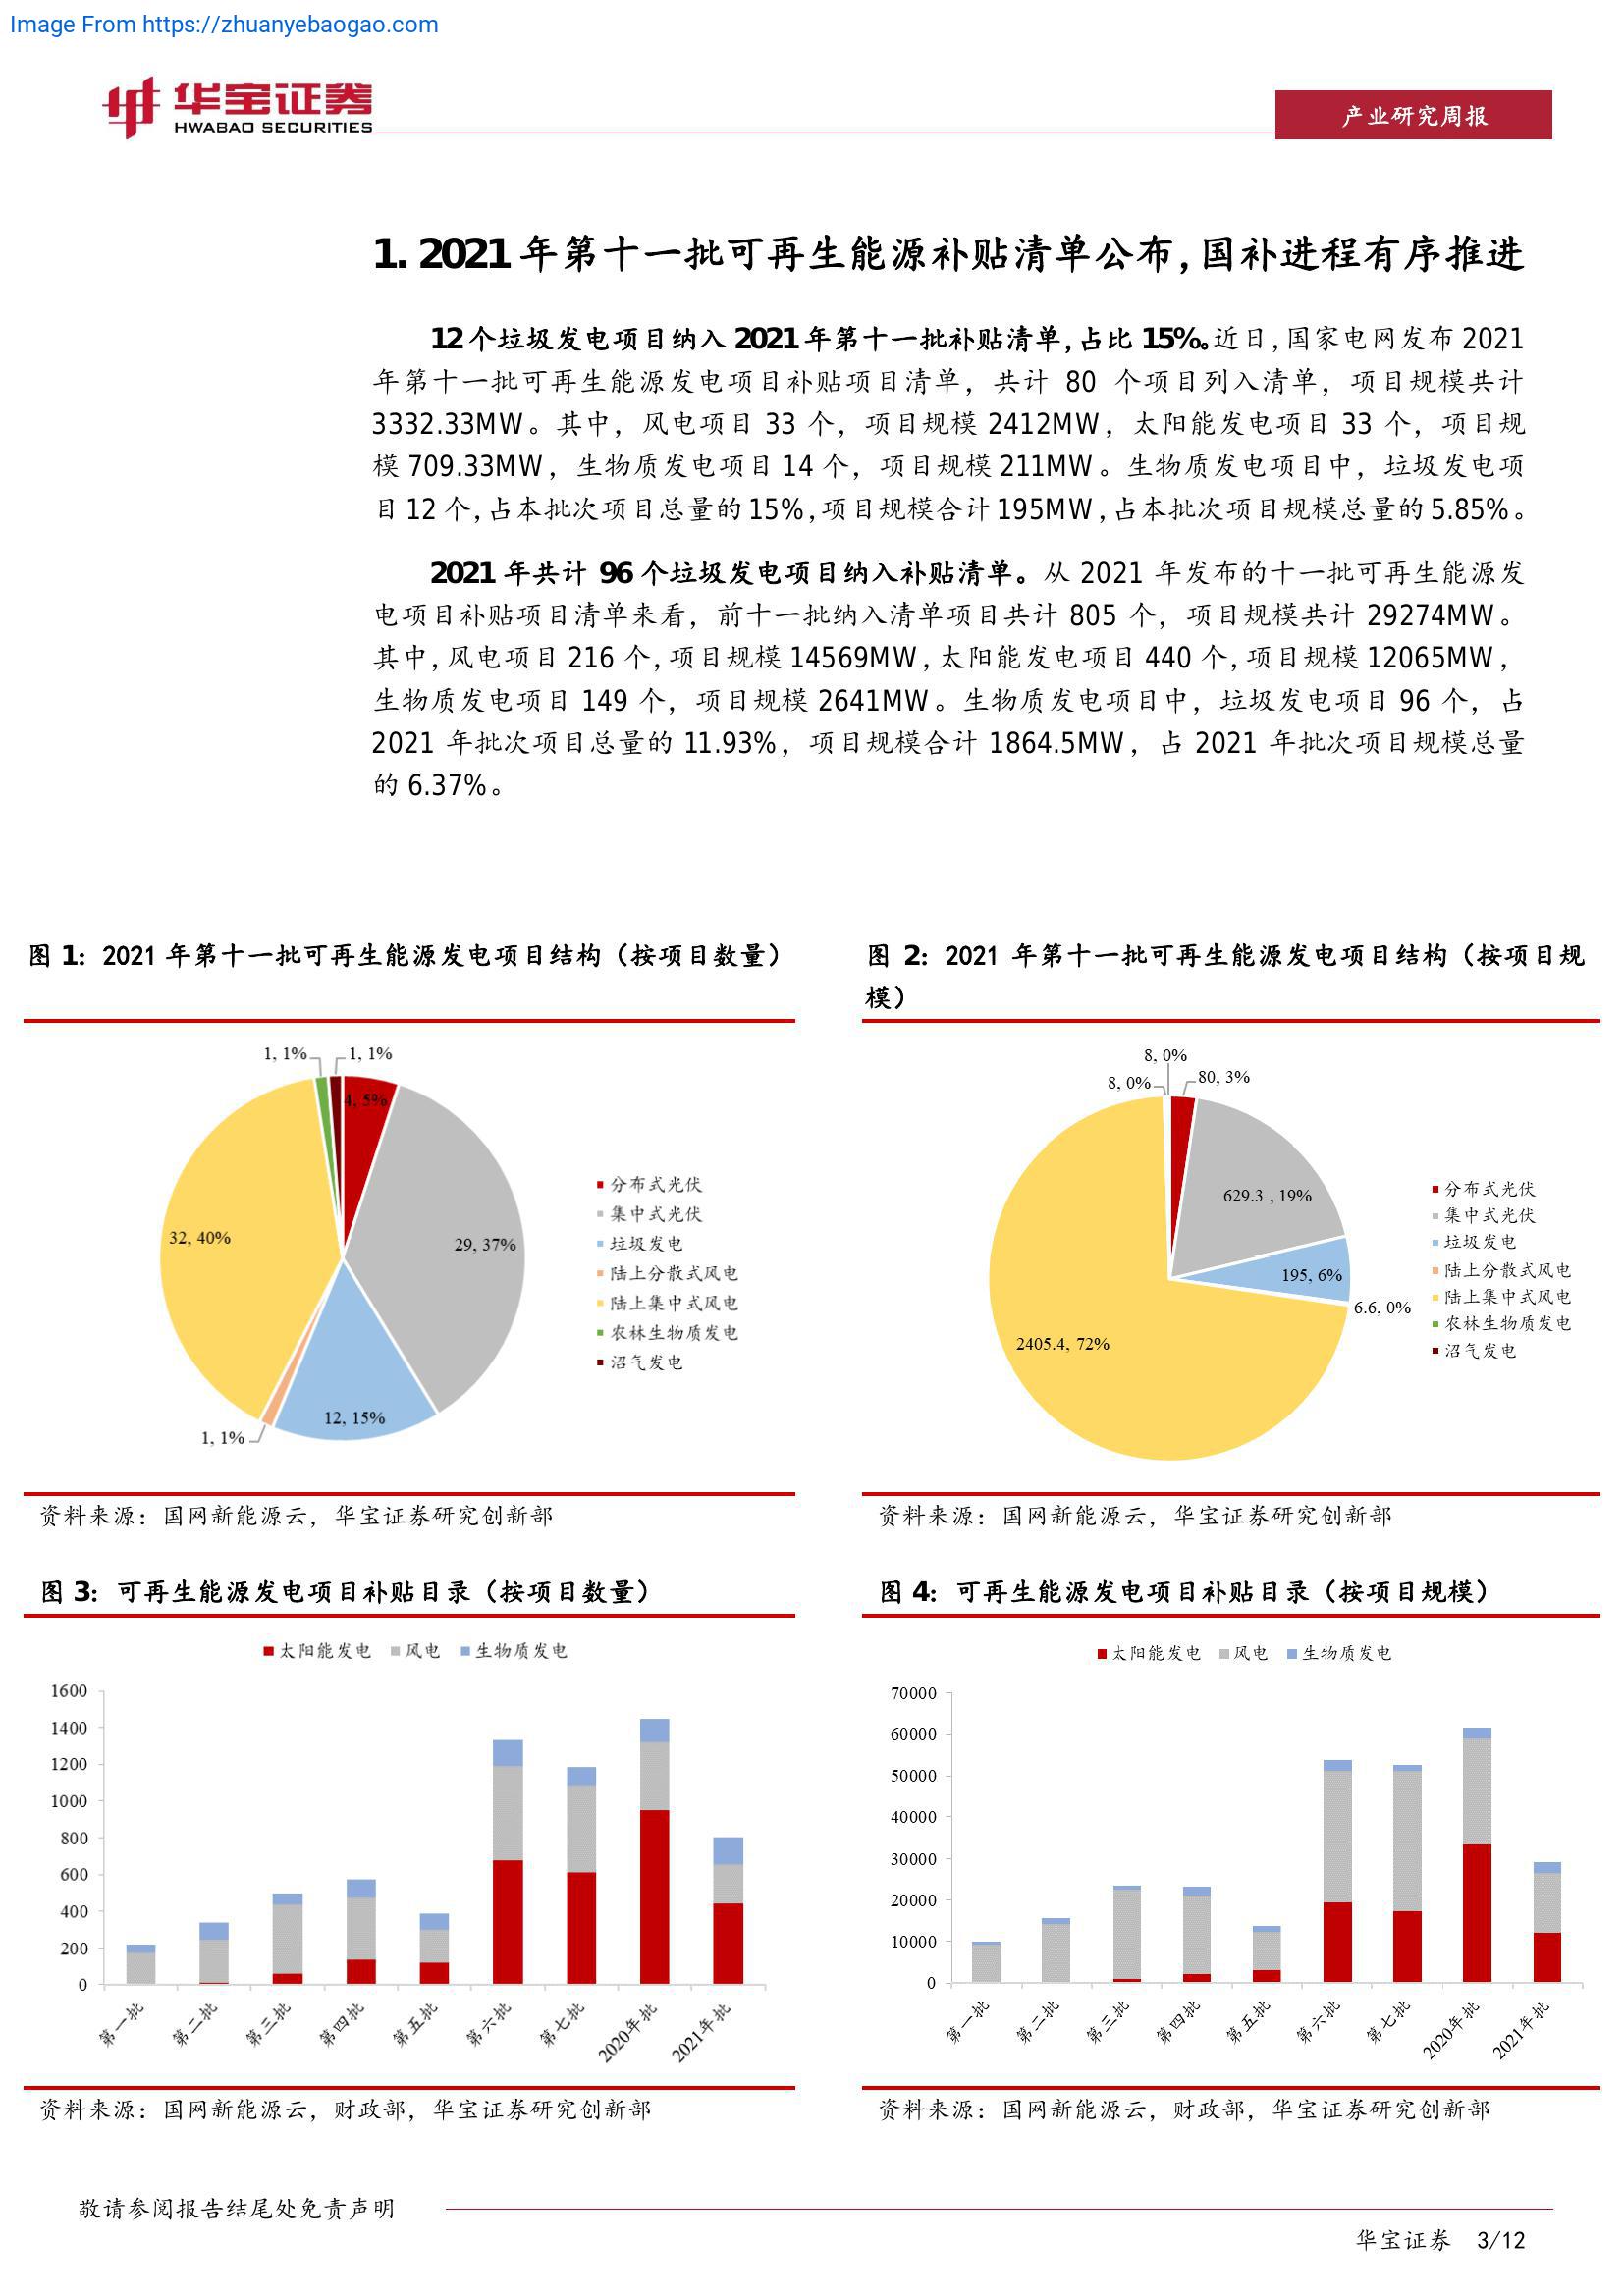 Image From https://zhuanyebaogao.com
华宝证券
HWABAO SECURITIES
产业研究周报
1. 2021 年第十一批可再生能源补贴清单公布,国补进程有序推进
12 个垃圾发电项目纳入 2021 年第十一批补贴清单,占比 15%。近日,国家电网发布 2021
年第十一批可再生能源发电项目补贴项目清单，共计 80 个项目列入清单，项目规模共计
3332.33MW。其中，风电项目 33 个，项目规模 2412MW，太阳能发电项目 33 个，项目规
模 709.33MW，生物质发电项目 14 个，项目规模 211MW。生物质发电项目中，垃圾发电项
目 12 个,占本批次项目总量的 15%,项目规模合计 195MW,占本批次项目规模总量的 5.85%。
2021 年共计 96 个垃圾发电项目纳入补贴清单。从 2021 年发布的十一批可再生能源发
电项目补贴项目清单来看，前十一批纳入清单项目共计 805 个，项目规模共计 29274MW。
其中,风电项目 216 个,项目规模 14569MW,太阳能发电项目 440 个,项目规模 12065MW，
生物质发电项目 149 个，项目规模 2641MW。生物质发电项目中，垃圾发电项目 96 个，占
2021 年批次项目总量的 11.93%，项目规模合计 1864.5MW，占 2021 年批次项目规模总量
的 6.37%。
图 1：2021 年第十一批可再生能源发电项目结构（按项目数量）
1, 1%
1, 1%
4, 5%
32, 40%
29, 37%
12, 15%
1, 1%
分布式光伏
集中式光伏
垃圾发电
陆上分散式风电
陆上集中式风电
农林生物质发电
沼气发电
资料来源：国网新能源云，华宝证券研究创新部
图 2：2021 年第十一批可再生能源发电项目结构（按项目规
模）
8, 0%
8, 0%
80, 3%
629.3 , 19%
195, 6%
6.6, 0%
2405.4, 72%
分布式光伏
集中式光伏
垃圾发电
陆上分散式风电
陆上集中式风电
农林生物质发电
沼气发电
资料来源：国网新能源云，华宝证券研究创新部
图 3：可再生能源发电项目补贴目录（按项目数量）
太阳能发电 风电 生物质发电
1600
1400
1200
1000
800
600
400
200
0
第一批 第二批 第三批 第四批 第五批 第六批 第七批 2020年批 2021年批
资料来源：国网新能源云，财政部，华宝证券研究创新部
图 4：可再生能源发电项目补贴目录（按项目规模）
太阳能发电 风电 生物质发电
70000
60000
50000
40000
30000
20000
10000
0
第一批 第二批 第三批 第四批 第五批 第六批 第七批 2020年批 2021年批
资料来源：国网新能源云，财政部，华宝证券研究创新部
敬请参阅报告结尾处免责声明
华宝证券 3/12